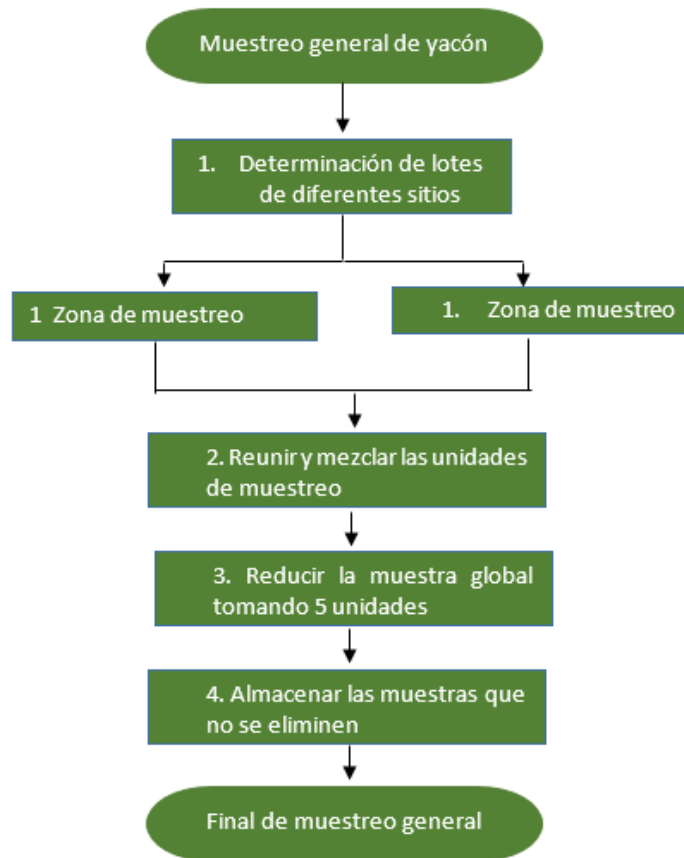 Muestreo general de yacón
1. Determinación de lotes
de diferentes sitios
1 Zona de muestreo
1. Zona de muestreo
2. Reunir y mezclar las unidades
de muestreo
3. Reducir la muestra global
tomando 5 unidades
4. Almacenar las muestras que
no se eliminen
Final de muestreo general